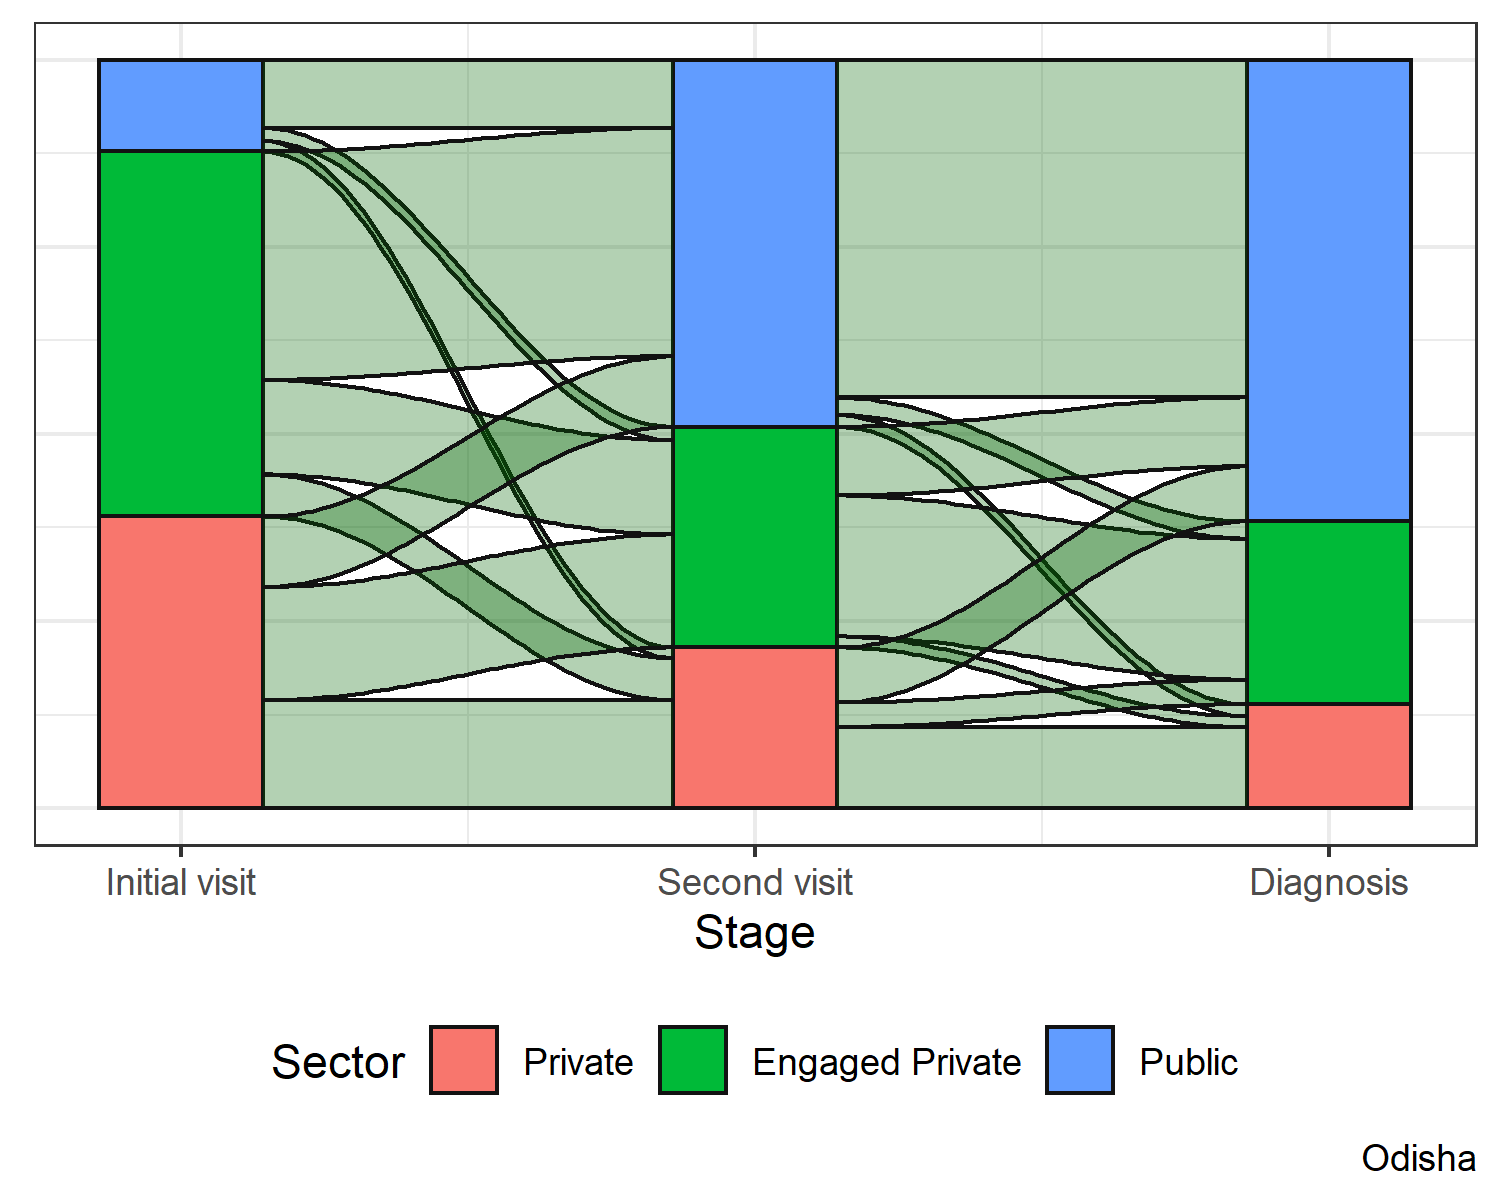 Initial visit Second visit Diagnosis
Stage
Sector Private Engaged Private Public
Odisha